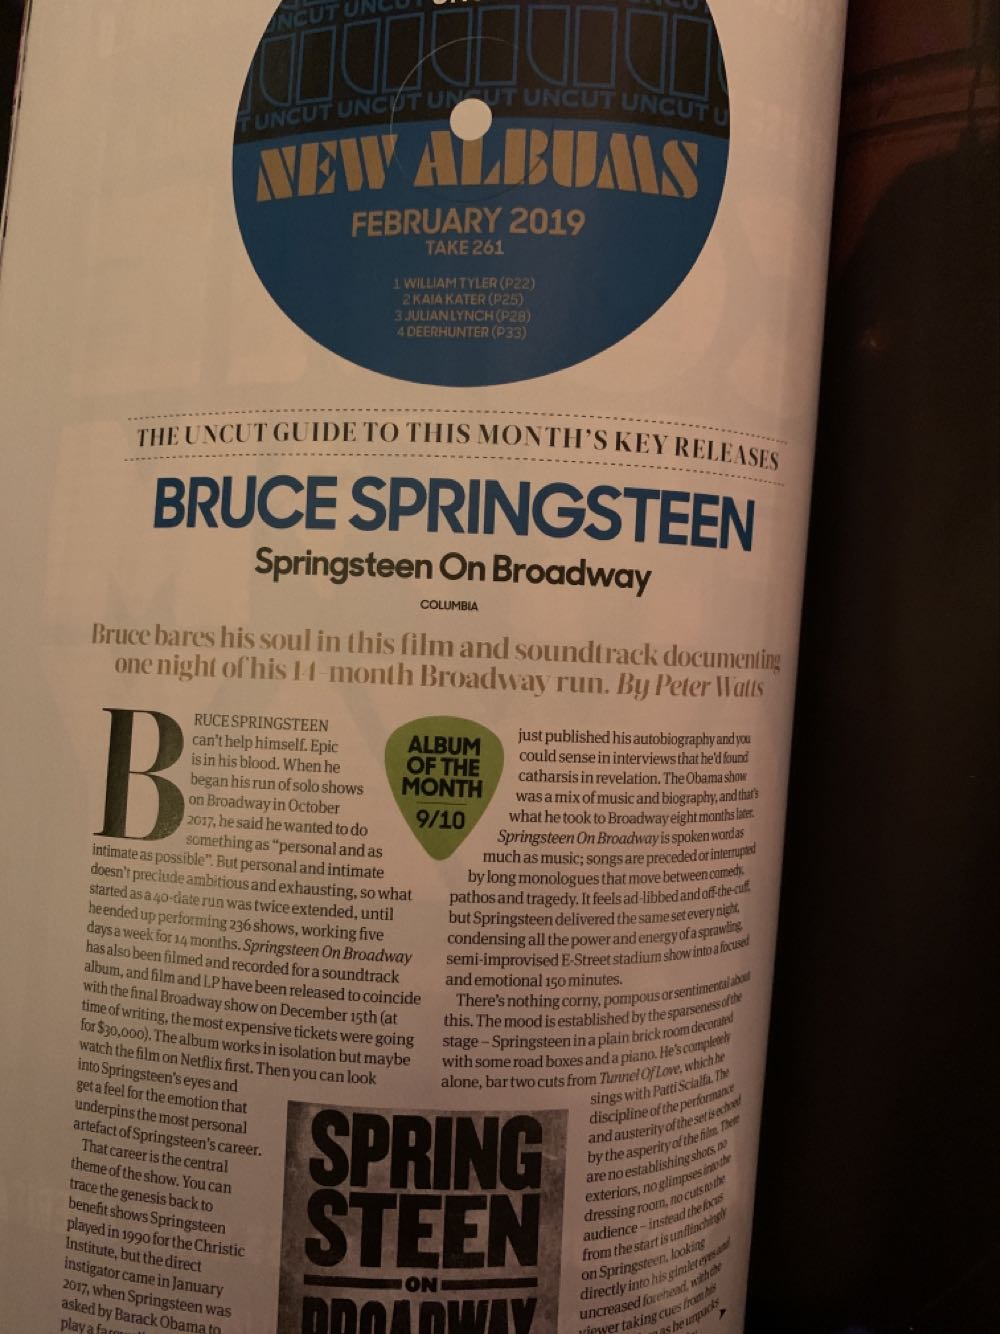 UNCUT UNCUT UNCUT
UNCUT UNCUT UNCUT UNCUT UNCUT
NEW ALBUMS
FEBRUARY 2019
TAKE 261
1 WILLIAM TYLER (P22)
2 KAIA KATER (P25)
3 JULIAN LYNCH (P28)
4 DEERHUNTER (P33)
THE UNCUT GUIDE TO THIS MONTH'S KEY RELEASES
BRUCE SPRINGSTEEN
Springsteen On Broadway
COLUMBIA
Bruce bares his soul in this film and soundtrack documenting
one night of his 14-month Broadway run. By Peter Watts
BRUCE SPRINGSTEEN
can't help himself. Epic
is in his blood. When he
began his run of solo shows
on Broadway in October
2017, he said he wanted to do
something as "personal and as
intimate as possible". But personal and intimate
doesn't preclude ambitious and exhausting, so what
started as a 40-date run was twice extended, until
he ended up performing 236 shows, working five
days a week for 14 months. Springsteen On Broadway
has also been filmed and recorded for a soundtrack
album, and film and LP have been released to coincide
with the final Broadway show on December 15th (at
time of writing, the most expensive tickets were going
for $30,000). The album works in isolation but maybe
watch the film on Netflix first. Then you can look
into Springsteen's eyes and
get a feel for the emotion that
underpins the most personal
artefact of Springsteen's career.
That career is the central
theme of the show. You can
trace the genesis back to
benefit shows Springsteen
played in 1990 for the Christic
Institute, but the direct
instigator came in January
2017, when Springsteen was
asked by Barack Obama to
play a
ALBUM
OF THE
MONTH
9/10
just published his autobiography and you
could sense in interviews that he'd found
catharsis in revelation. The Obama show
was a mix of music and biography, and that's
what he took to Broadway eight months later.
Springsteen On Broadway is spoken word as
much as music; songs are preceded or interrupted
by long monologues that move between comedy,
pathos and tragedy. It feels ad-libbed and off-the-cuff,
but Springsteen delivered the same set every night,
condensing all the power and energy of a sprawling,
semi-improvised E-Street stadium show into a focused
and emotional 150 minutes.
There's nothing corny, pompous or sentimental about
this. The mood is established by the sparseness of the
stage – Springsteen in a plain brick room decorated
with some road boxes and a piano. He's completely
alone, bar two cuts from Tunnel Of Love, which he
sings with Patti Scialfa. The
discipline of the performance
and austerity of the set is echoed
by the asperity of the film. There
are no establishing shots, no
exteriors, no glimpses into the
dressing room, no cuts to the
audience – instead the focus
from the start is unflinchingly
on Springsteen, looking
directly into his gimlet eyes and
uncreased forehead, with the
viewer taking cues from his
as he unpacks
SPRING
STEEN
ON
BROADWAY